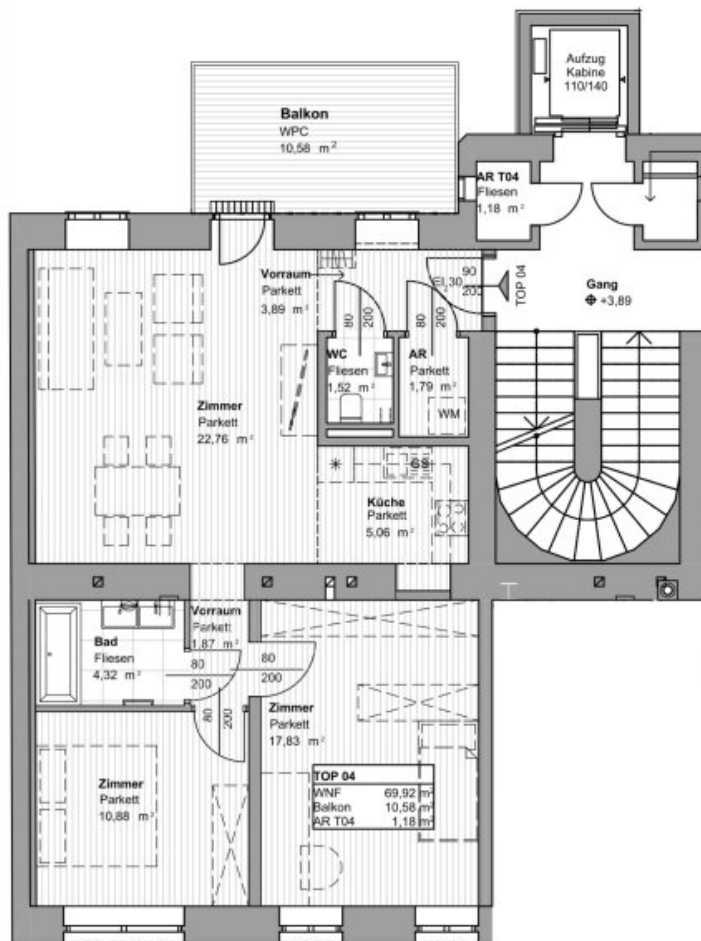 Aufzug
Kabine
110/140
Balkon
WPC
10,58 m²
AR T04
Fliesen
1,18 m²
Vorraum
Parkett
3,89 m²
EI₂30
90
200
TOP 04
Gang
+3,89
80
200
80
200
WC
Fliesen
1,52 m²
AR
Parkett
1,79 m²
WM
Zimmer
Parkett
22,76 m²
GS
Küche
Parkett
5,06 m²
Vorraum
Parkett
1,87 m²
Bad
Fliesen
4,32 m²
80
200
80
200
80
200
Zimmer
Parkett
17,83 m²
Zimmer
Parkett
10,88 m²
TOP 04
WNF 69,92 m²
Balkon 10,58 m²
AR T04 1,18 m²